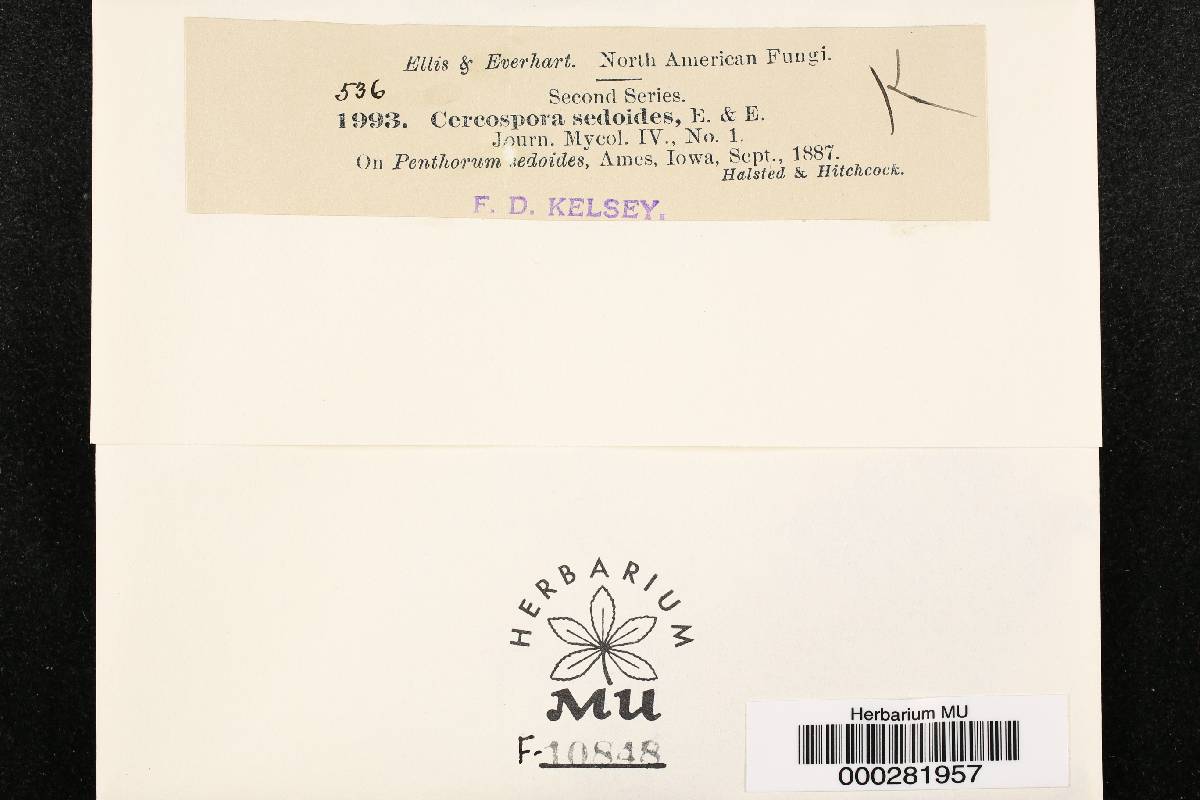 Ellis & Everhart. North American Fungi.
536
Second Series.
1993. Cercospora sedoides, E. & E.
Journ. Mycol. IV., No. 1.
On Penthorum sedoides, Ames, Iowa, Sept., 1887.
Halsted & Hitchcock.
F. D. KELSEY.
K
HERBARIUM
MU
F-10848
Herbarium MU
000281957